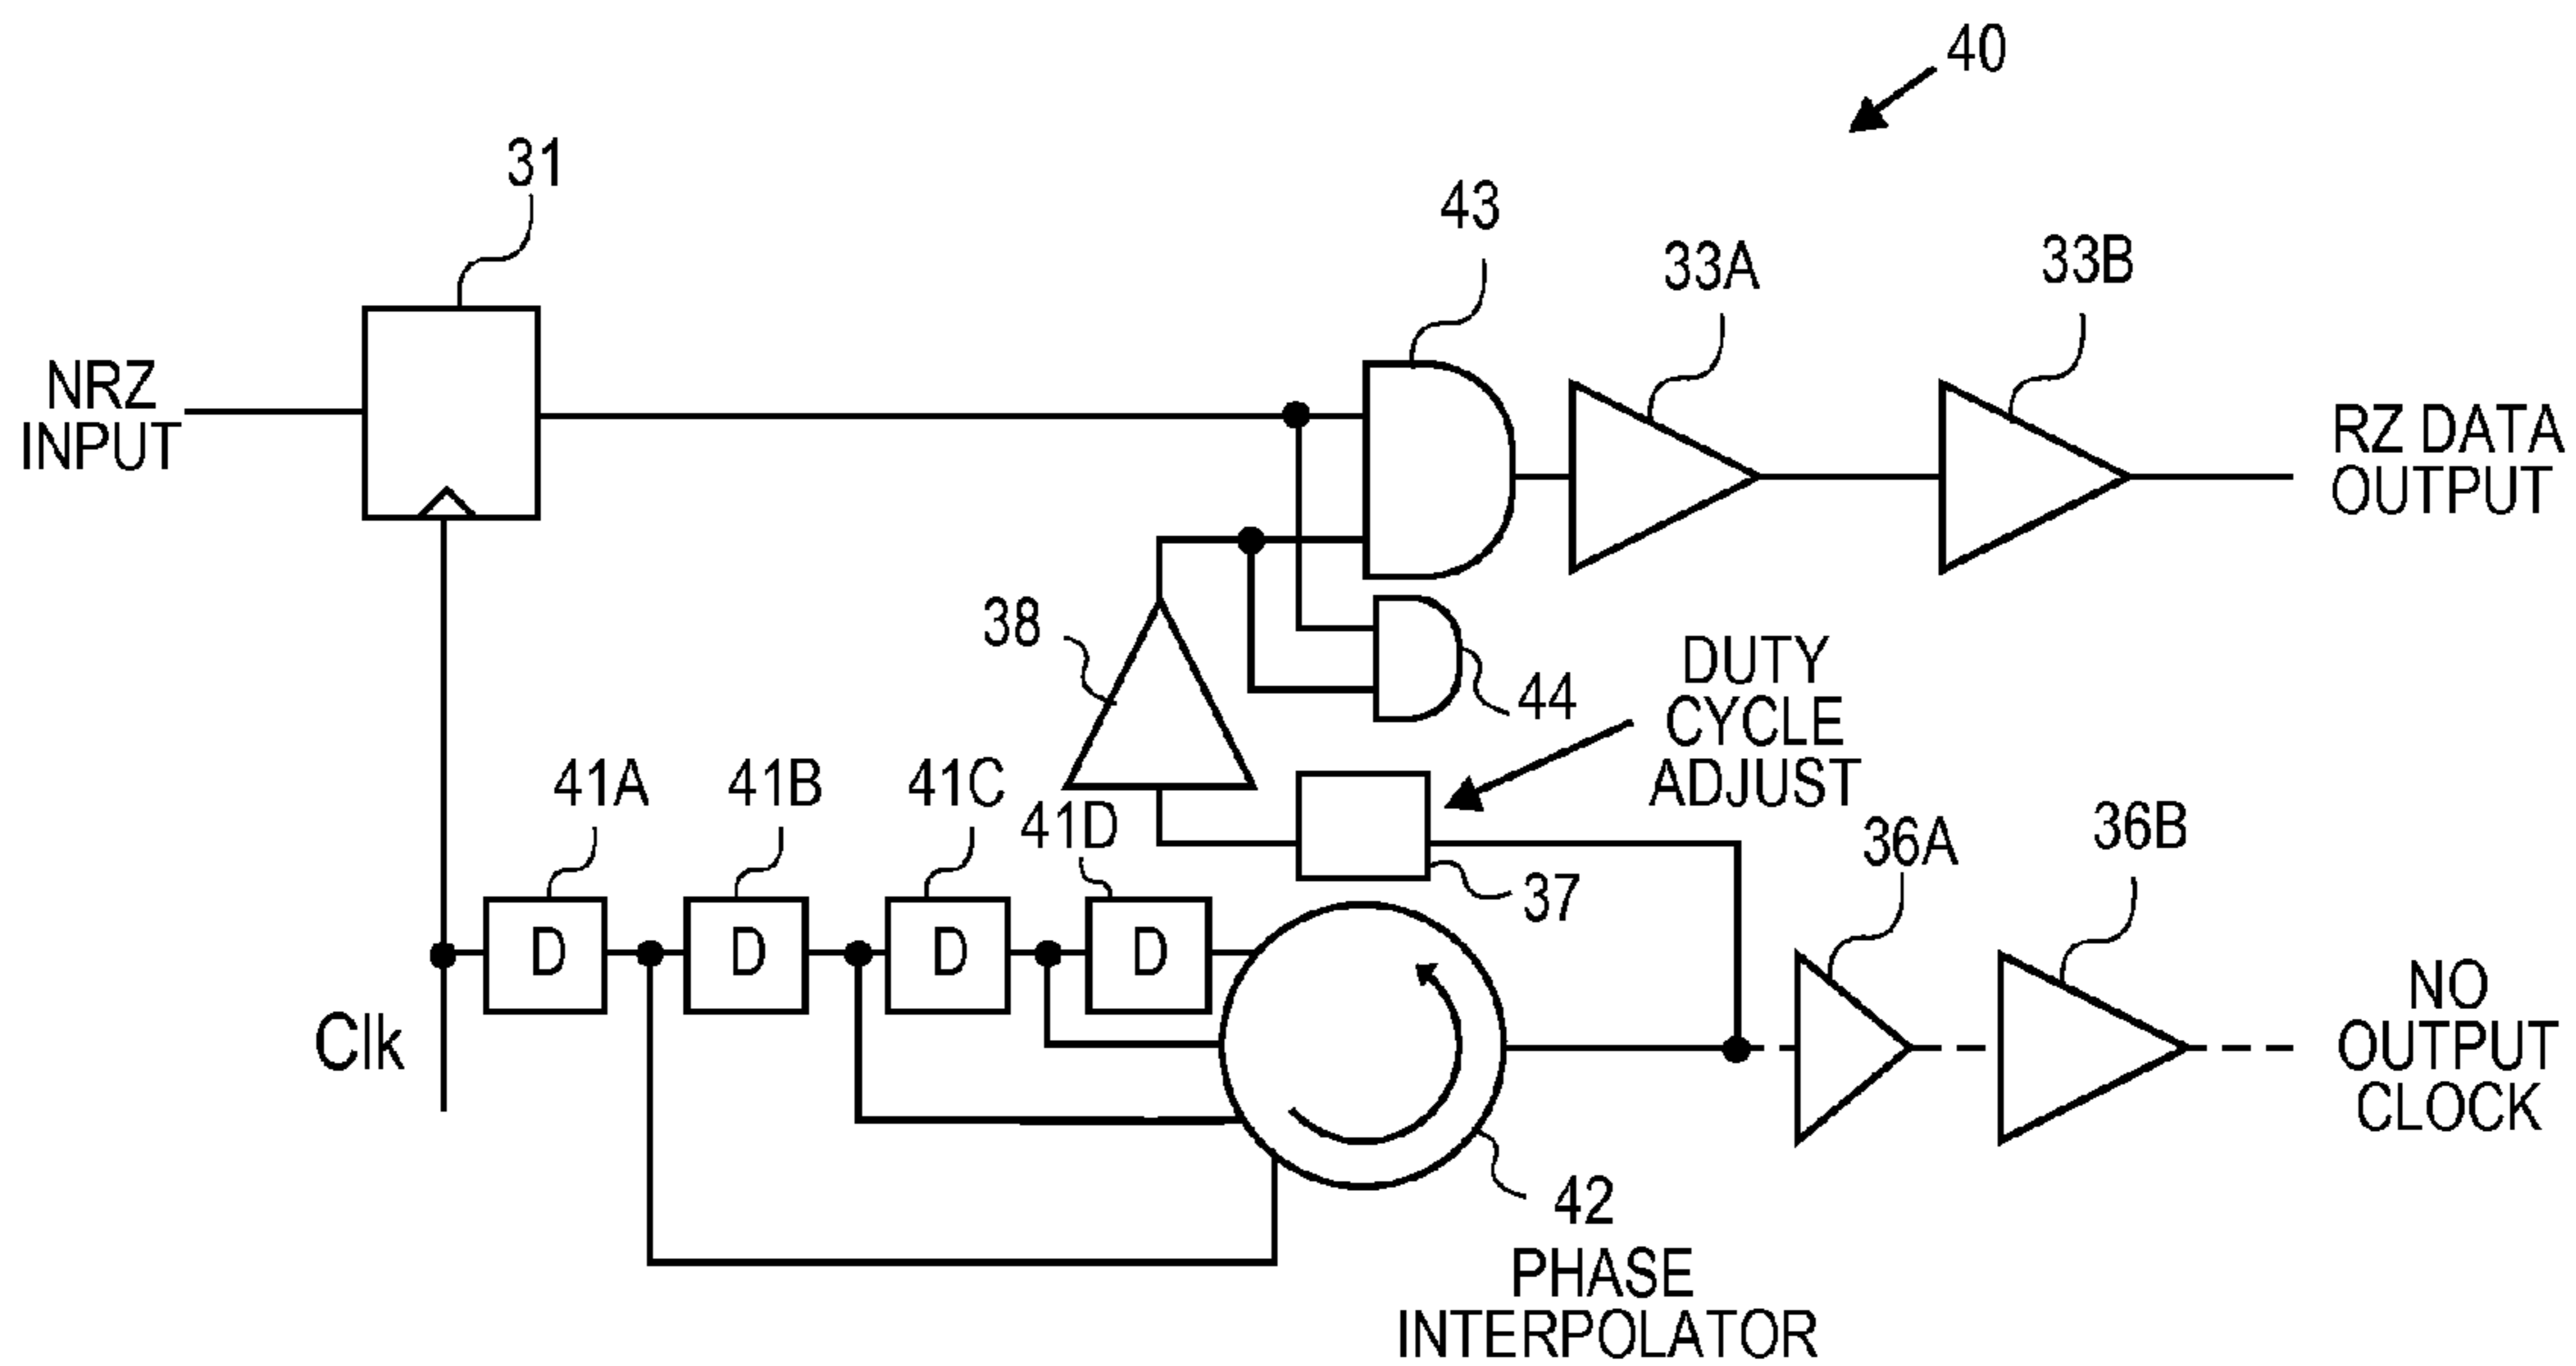 40
31
43
33A
33B
NRZ
INPUT
RZ DATA
OUTPUT
38
44
DUTY
CYCLE
ADJUST
41A
41B
41C
41D
37
36A
36B
D
D
D
D
Clk
NO
OUTPUT
CLOCK
42
PHASE
INTERPOLATOR